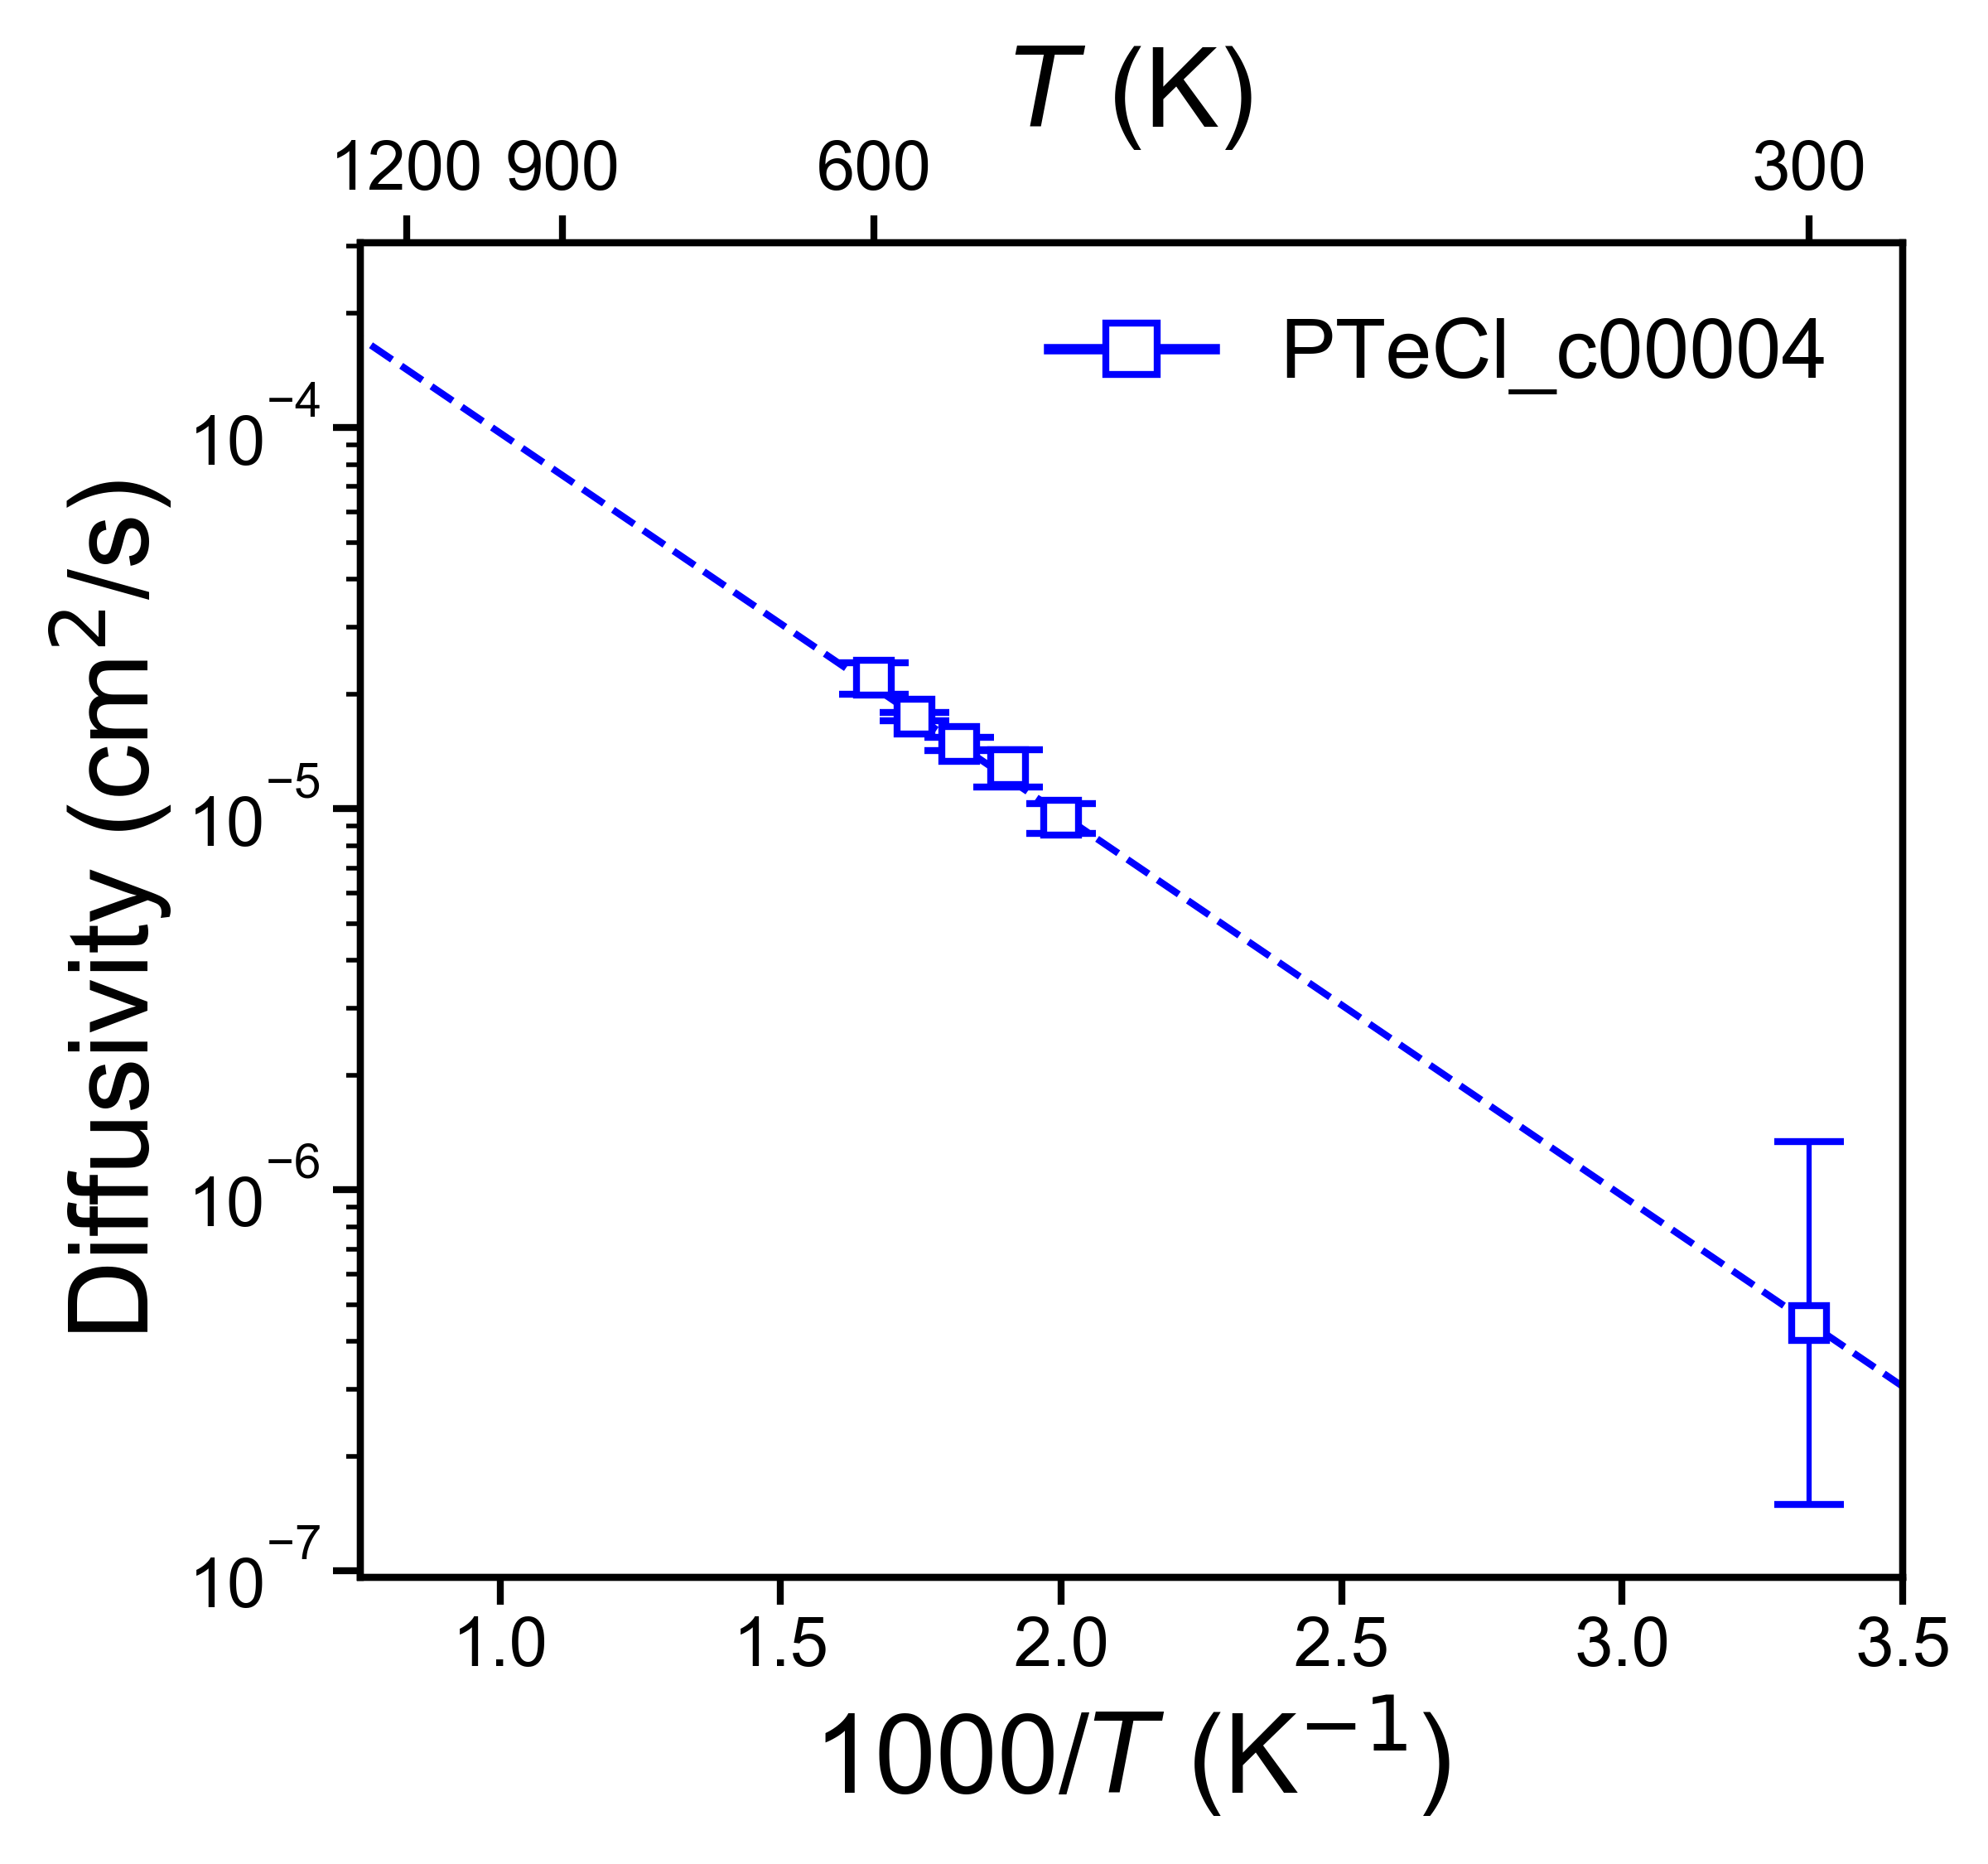 T (K)
1200 900 600 300
PTeCl_c00004
10⁻⁴
10⁻⁵
10⁻⁶
10⁻⁷
Diffusivity (cm²/s)
1.0 1.5 2.0 2.5 3.0 3.5
1000/T (K⁻¹)